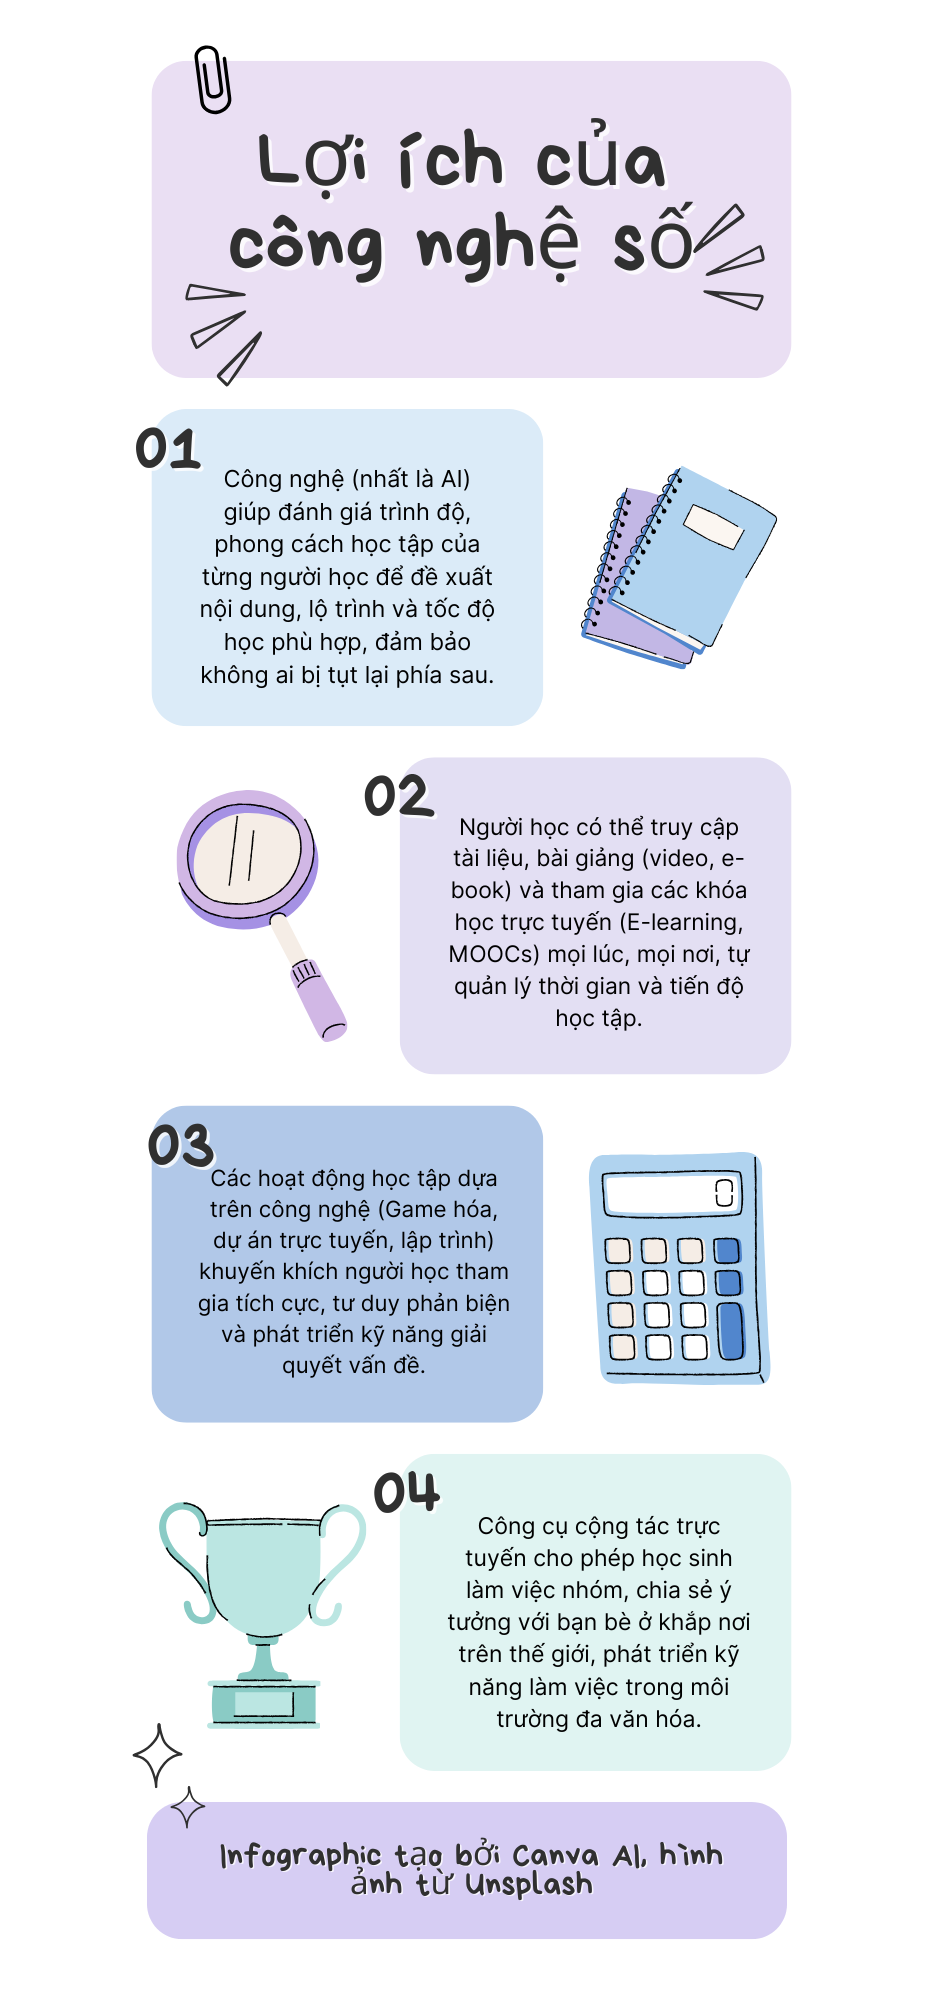 Lợi ích của
công nghệ số
01
Công nghệ (nhất là AI)
giúp đánh giá trình độ,
phong cách học tập của
từng người học để đề xuất
nội dung, lộ trình và tốc độ
học phù hợp, đảm bảo
không ai bị tụt lại phía sau.
02
Người học có thể truy cập
tài liệu, bài giảng (video, e-
book) và tham gia các khóa
học trực tuyến (E-learning,
MOOCs) mọi lúc, mọi nơi, tự
quản lý thời gian và tiến độ
học tập.
03
Các hoạt động học tập dựa
trên công nghệ (Game hóa,
dự án trực tuyến, lập trình)
khuyến khích người học tham
gia tích cực, tư duy phản biện
và phát triển kỹ năng giải
quyết vấn đề.
0
04
Công cụ cộng tác trực
tuyến cho phép học sinh
làm việc nhóm, chia sẻ ý
tưởng với bạn bè ở khắp nơi
trên thế giới, phát triển kỹ
năng làm việc trong môi
trường đa văn hóa.
Infographic tạo bởi Canva AI, hình
ảnh từ Unsplash